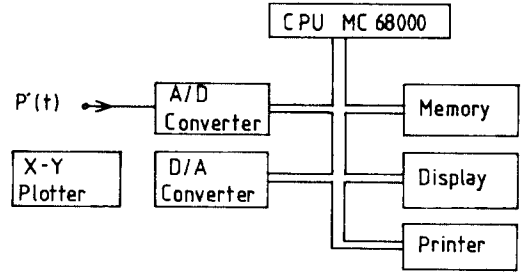 CPU MC 68000
P'(t)
A/D
Converter
Memory
X-Y
Plotter
D/A
Converter
Display
Printer